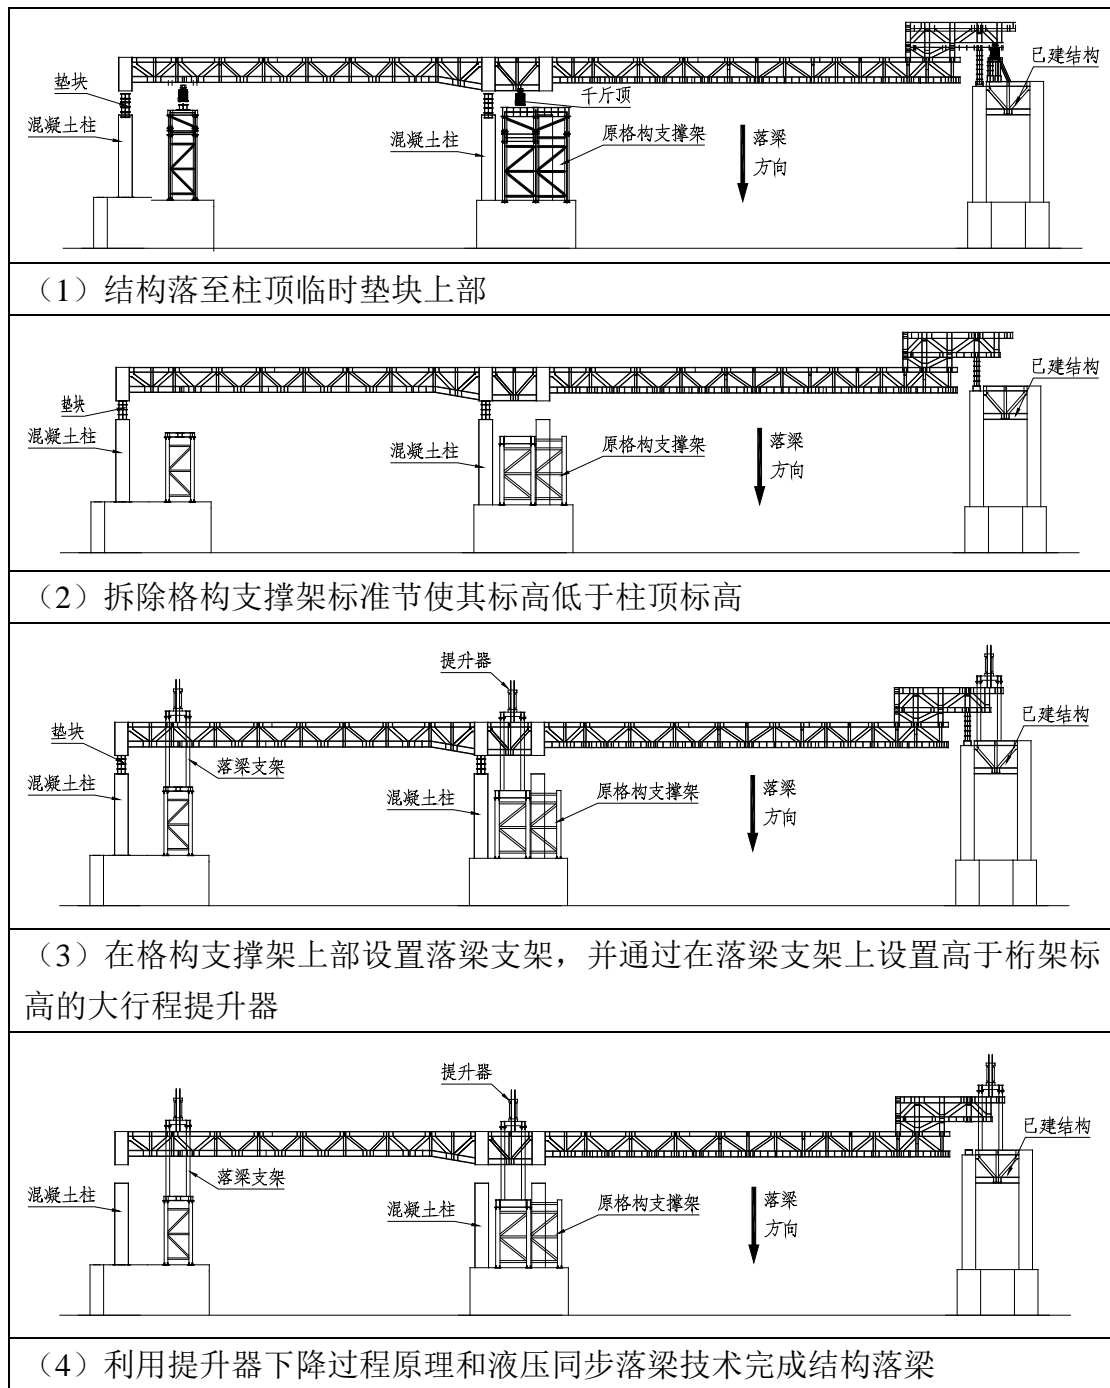 垫块
千斤顶
已建结构
混凝土柱
混凝土柱
原格构支撑架
落梁
方向
（1）结构落至柱顶临时垫块上部
已建结构
垫块
混凝土柱
混凝土柱
原格构支撑架
落梁
方向
（2）拆除格构支撑架标准节使其标高低于柱顶标高
提升器
已建结构
垫块
落梁支架
混凝土柱
混凝土柱
原格构支撑架
落梁
方向
（3）在格构支撑架上部设置落梁支架，并通过在落梁支架上设置高于桁架标
高的大行程提升器
提升器
已建结构
落梁支架
混凝土柱
混凝土柱
原格构支撑架
落梁
方向
（4）利用提升器下降过程原理和液压同步落梁技术完成结构落梁